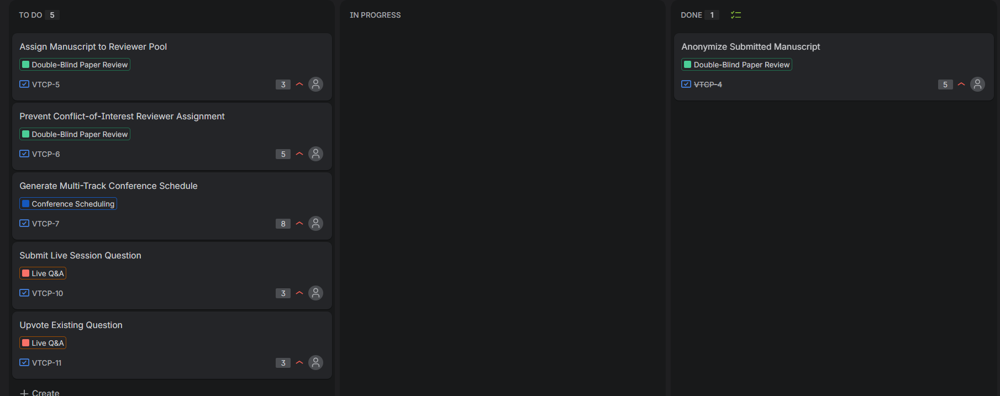 TO DO 5
Assign Manuscript to Reviewer Pool
Double-Blind Paper Review
VTCP-5 3
Prevent Conflict-of-Interest Reviewer Assignment
Double-Blind Paper Review
VTCP-6 5
Generate Multi-Track Conference Schedule
Conference Scheduling
VTCP-7 8
Submit Live Session Question
Live Q&A
VTCP-10 3
Upvote Existing Question
Live Q&A
VTCP-11 3
+ Create
IN PROGRESS
DONE 1
Anonymize Submitted Manuscript
Double-Blind Paper Review
VTCP-4 5